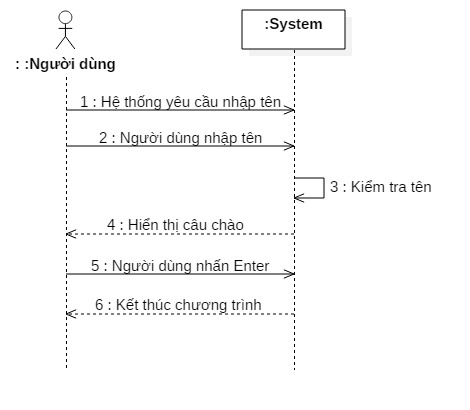 :System
: :Người dùng
1 : Hệ thống yêu cầu nhập tên
2 : Người dùng nhập tên
3 : Kiểm tra tên
4 : Hiển thị câu chào
5 : Người dùng nhấn Enter
6 : Kết thúc chương trình